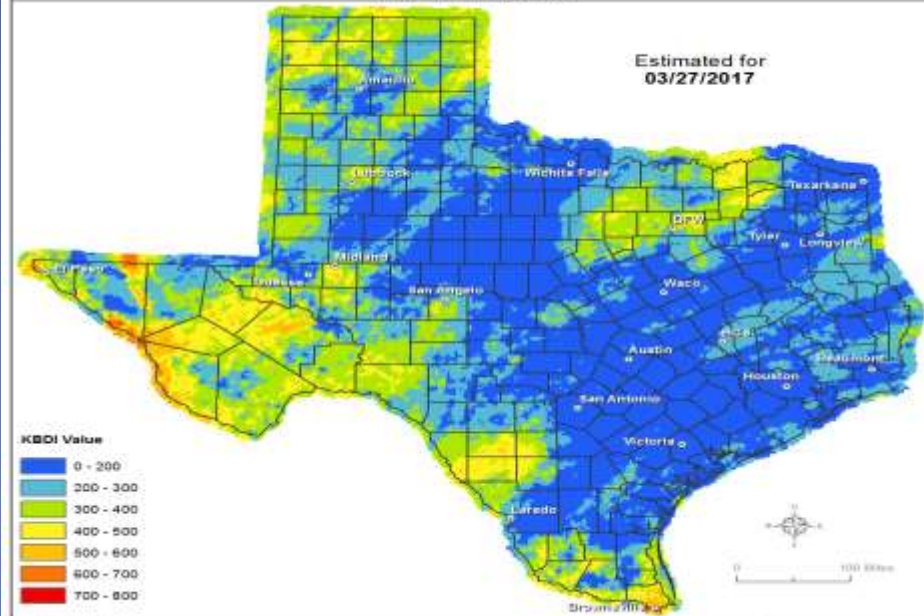 Estimated for
03/27/2017
Amarillo
Lubbock
Wichita Falls
Texarkana
DFW
Tyler
Longview
El Paso
Midland
Odessa
San Angelo
Waco
Austin
Beaumont
Houston
San Antonio
Victoria
Laredo
Brownsville
KBDI Value
0 - 200
200 - 300
300 - 400
400 - 500
500 - 600
600 - 700
700 - 800
0 100 Miles